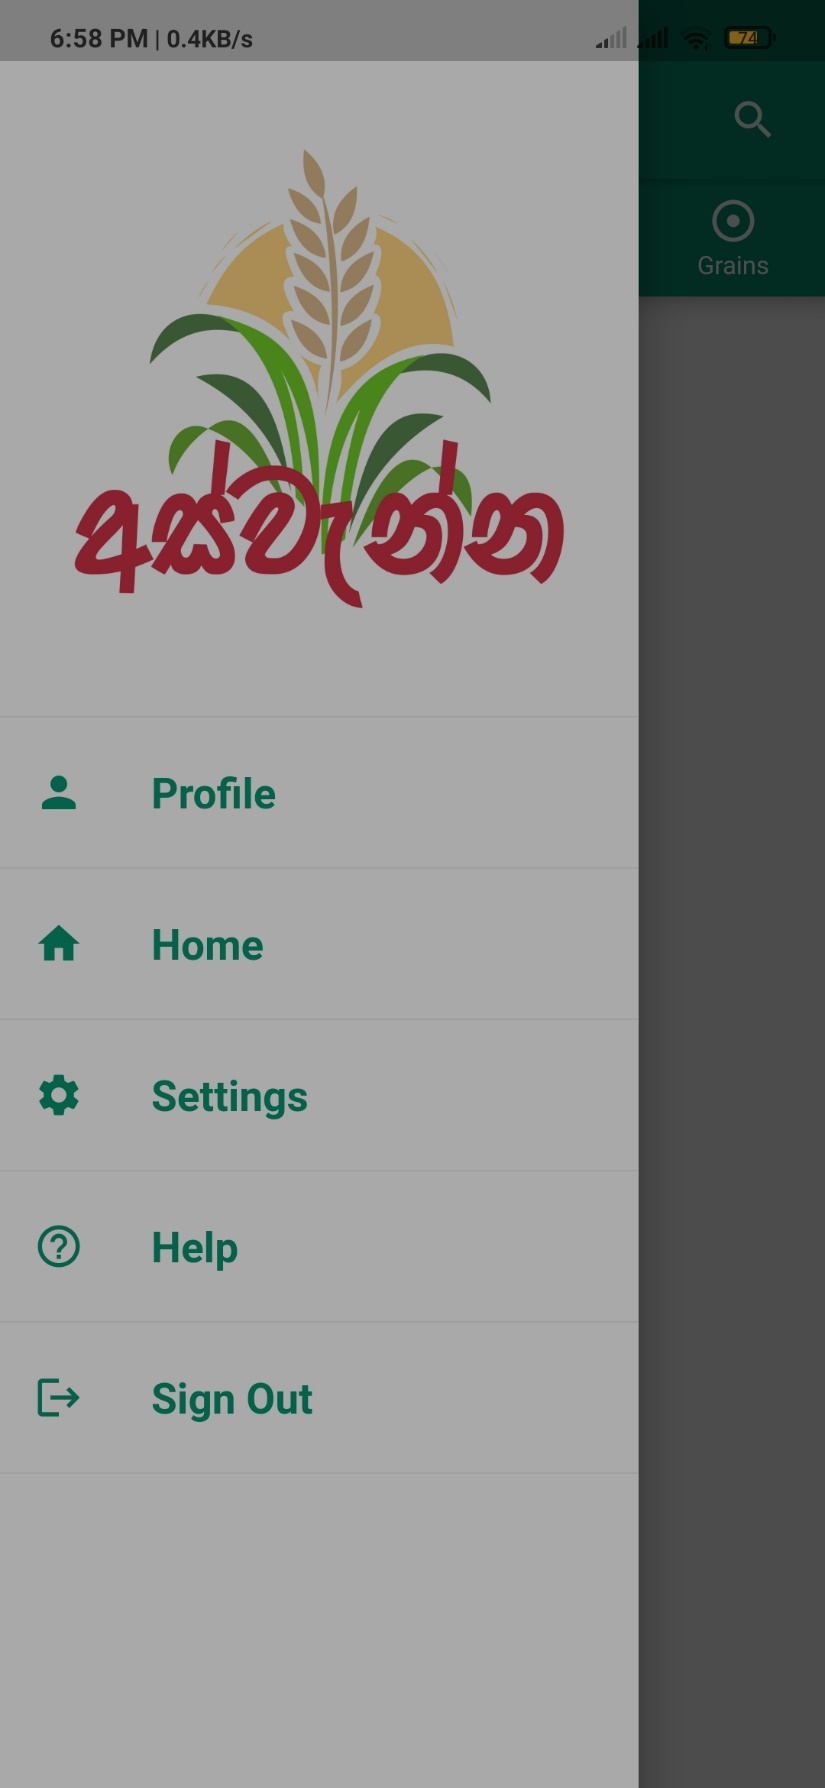 6:58 PM | 0.4KB/s
74
Grains
අස්වැන්න
Profile
Home
Settings
Help
Sign Out